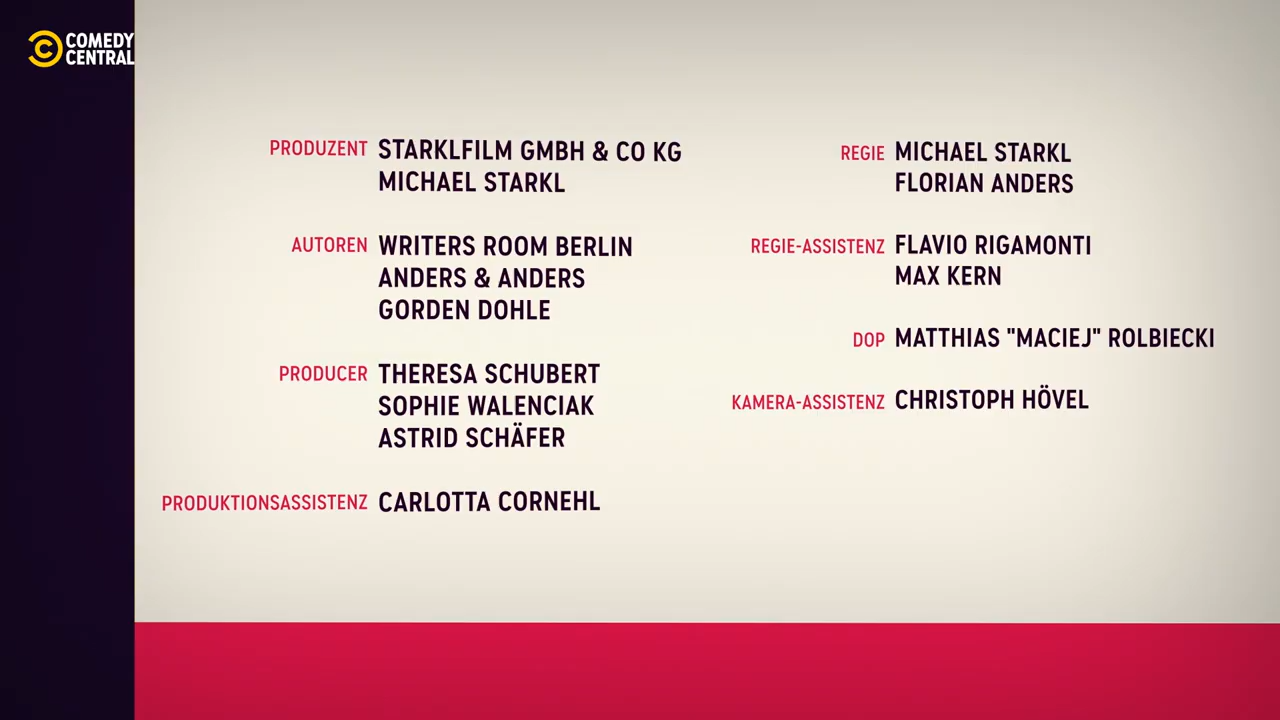 COMEDY
CENTRAL
PRODUZENT STARKLFILM GMBH & CO KG
MICHAEL STARKL
AUTOREN WRITERS ROOM BERLIN
ANDERS & ANDERS
GORDEN DOHLE
PRODUCER THERESA SCHUBERT
SOPHIE WALENCIAK
ASTRID SCHÄFER
PRODUKTIONSASSISTENZ CARLOTTA CORNEHL
REGIE MICHAEL STARKL
FLORIAN ANDERS
REGIE-ASSISTENZ FLAVIO RIGAMONTI
MAX KERN
DOP MATTHIAS "MACIEJ" ROLBIECKI
KAMERA-ASSISTENZ CHRISTOPH HÖVEL